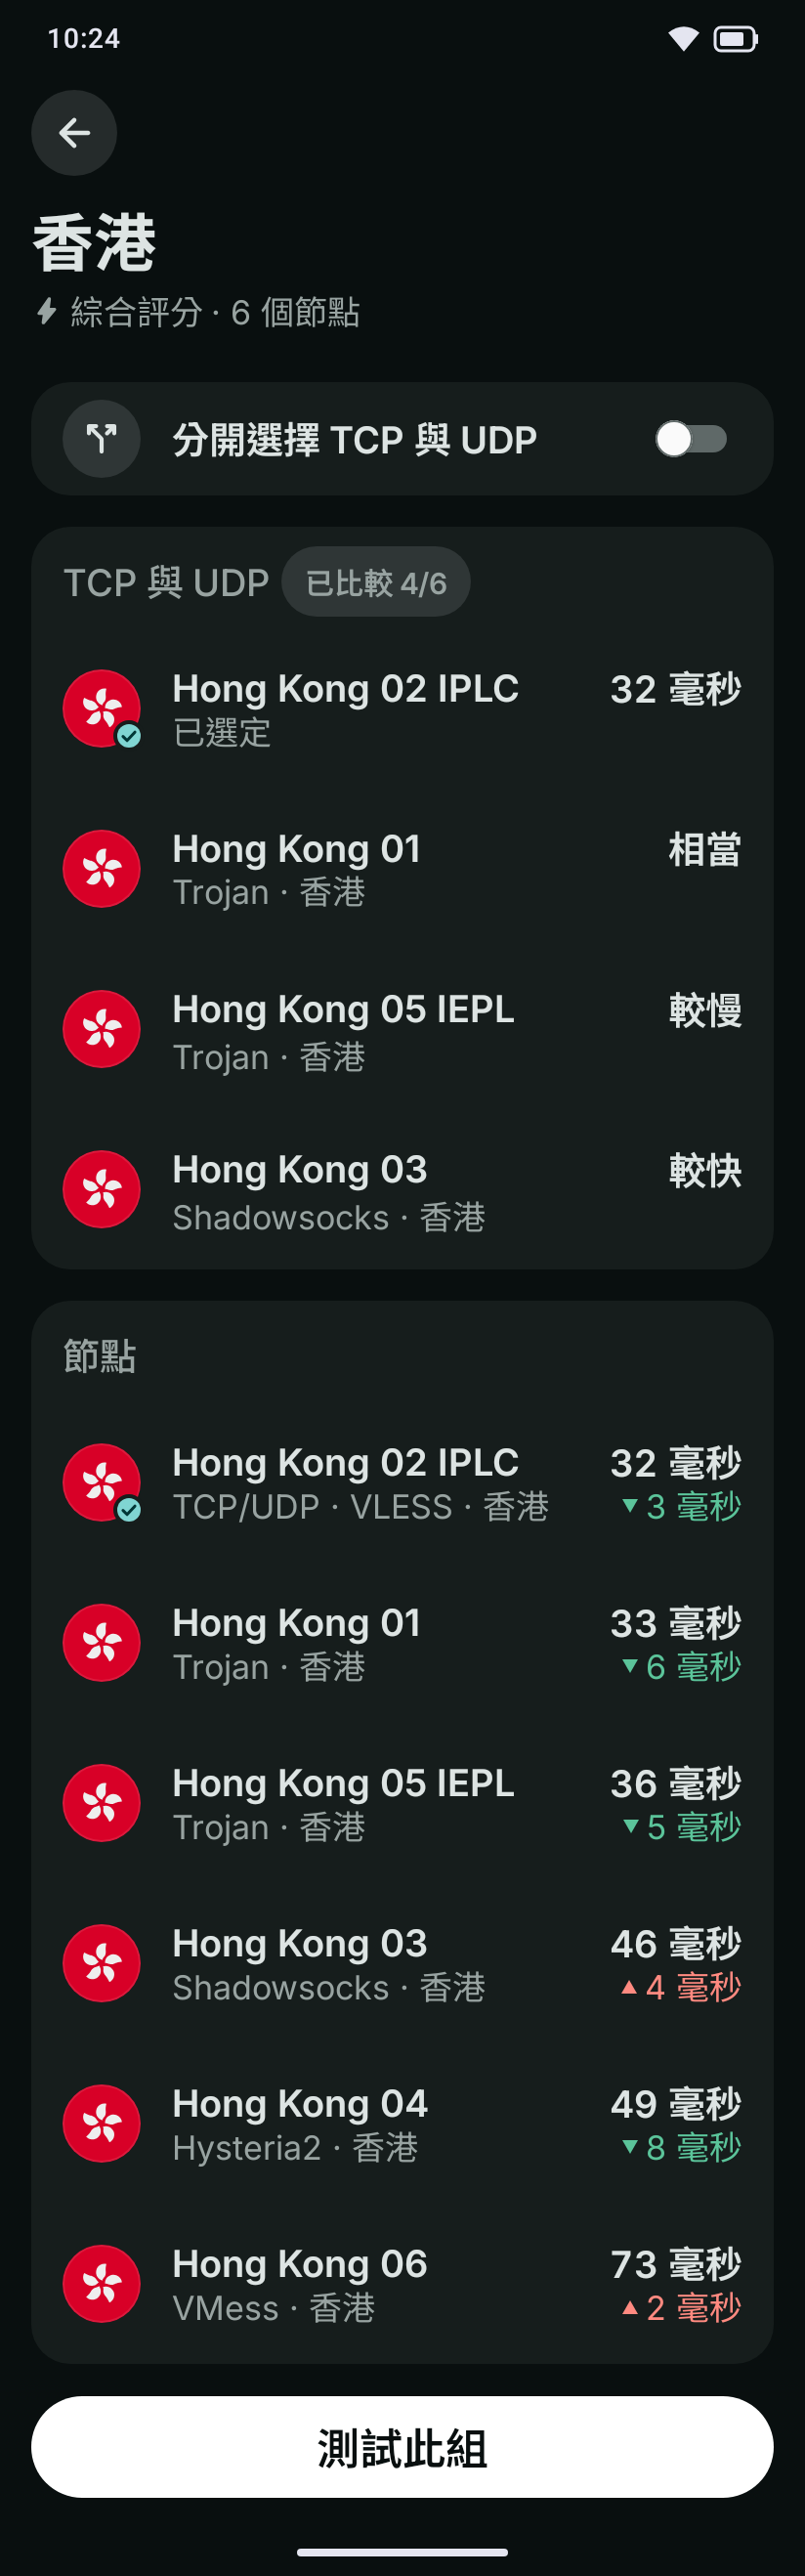 10:24
香港
綜合評分 · 6 個節點
分開選擇 TCP 與 UDP
TCP 與 UDP 已比較 4/6
Hong Kong 02 IPLC 32 毫秒
已選定
Hong Kong 01 相當
Trojan · 香港
Hong Kong 05 IEPL 較慢
Trojan · 香港
Hong Kong 03 較快
Shadowsocks · 香港
節點
Hong Kong 02 IPLC 32 毫秒
TCP/UDP · VLESS · 香港 ▼ 3 毫秒
Hong Kong 01 33 毫秒
Trojan · 香港 ▼ 6 毫秒
Hong Kong 05 IEPL 36 毫秒
Trojan · 香港 ▼ 5 毫秒
Hong Kong 03 46 毫秒
Shadowsocks · 香港 ▲ 4 毫秒
Hong Kong 04 49 毫秒
Hysteria2 · 香港 ▼ 8 毫秒
Hong Kong 06 73 毫秒
VMess · 香港 ▲ 2 毫秒
測試此組